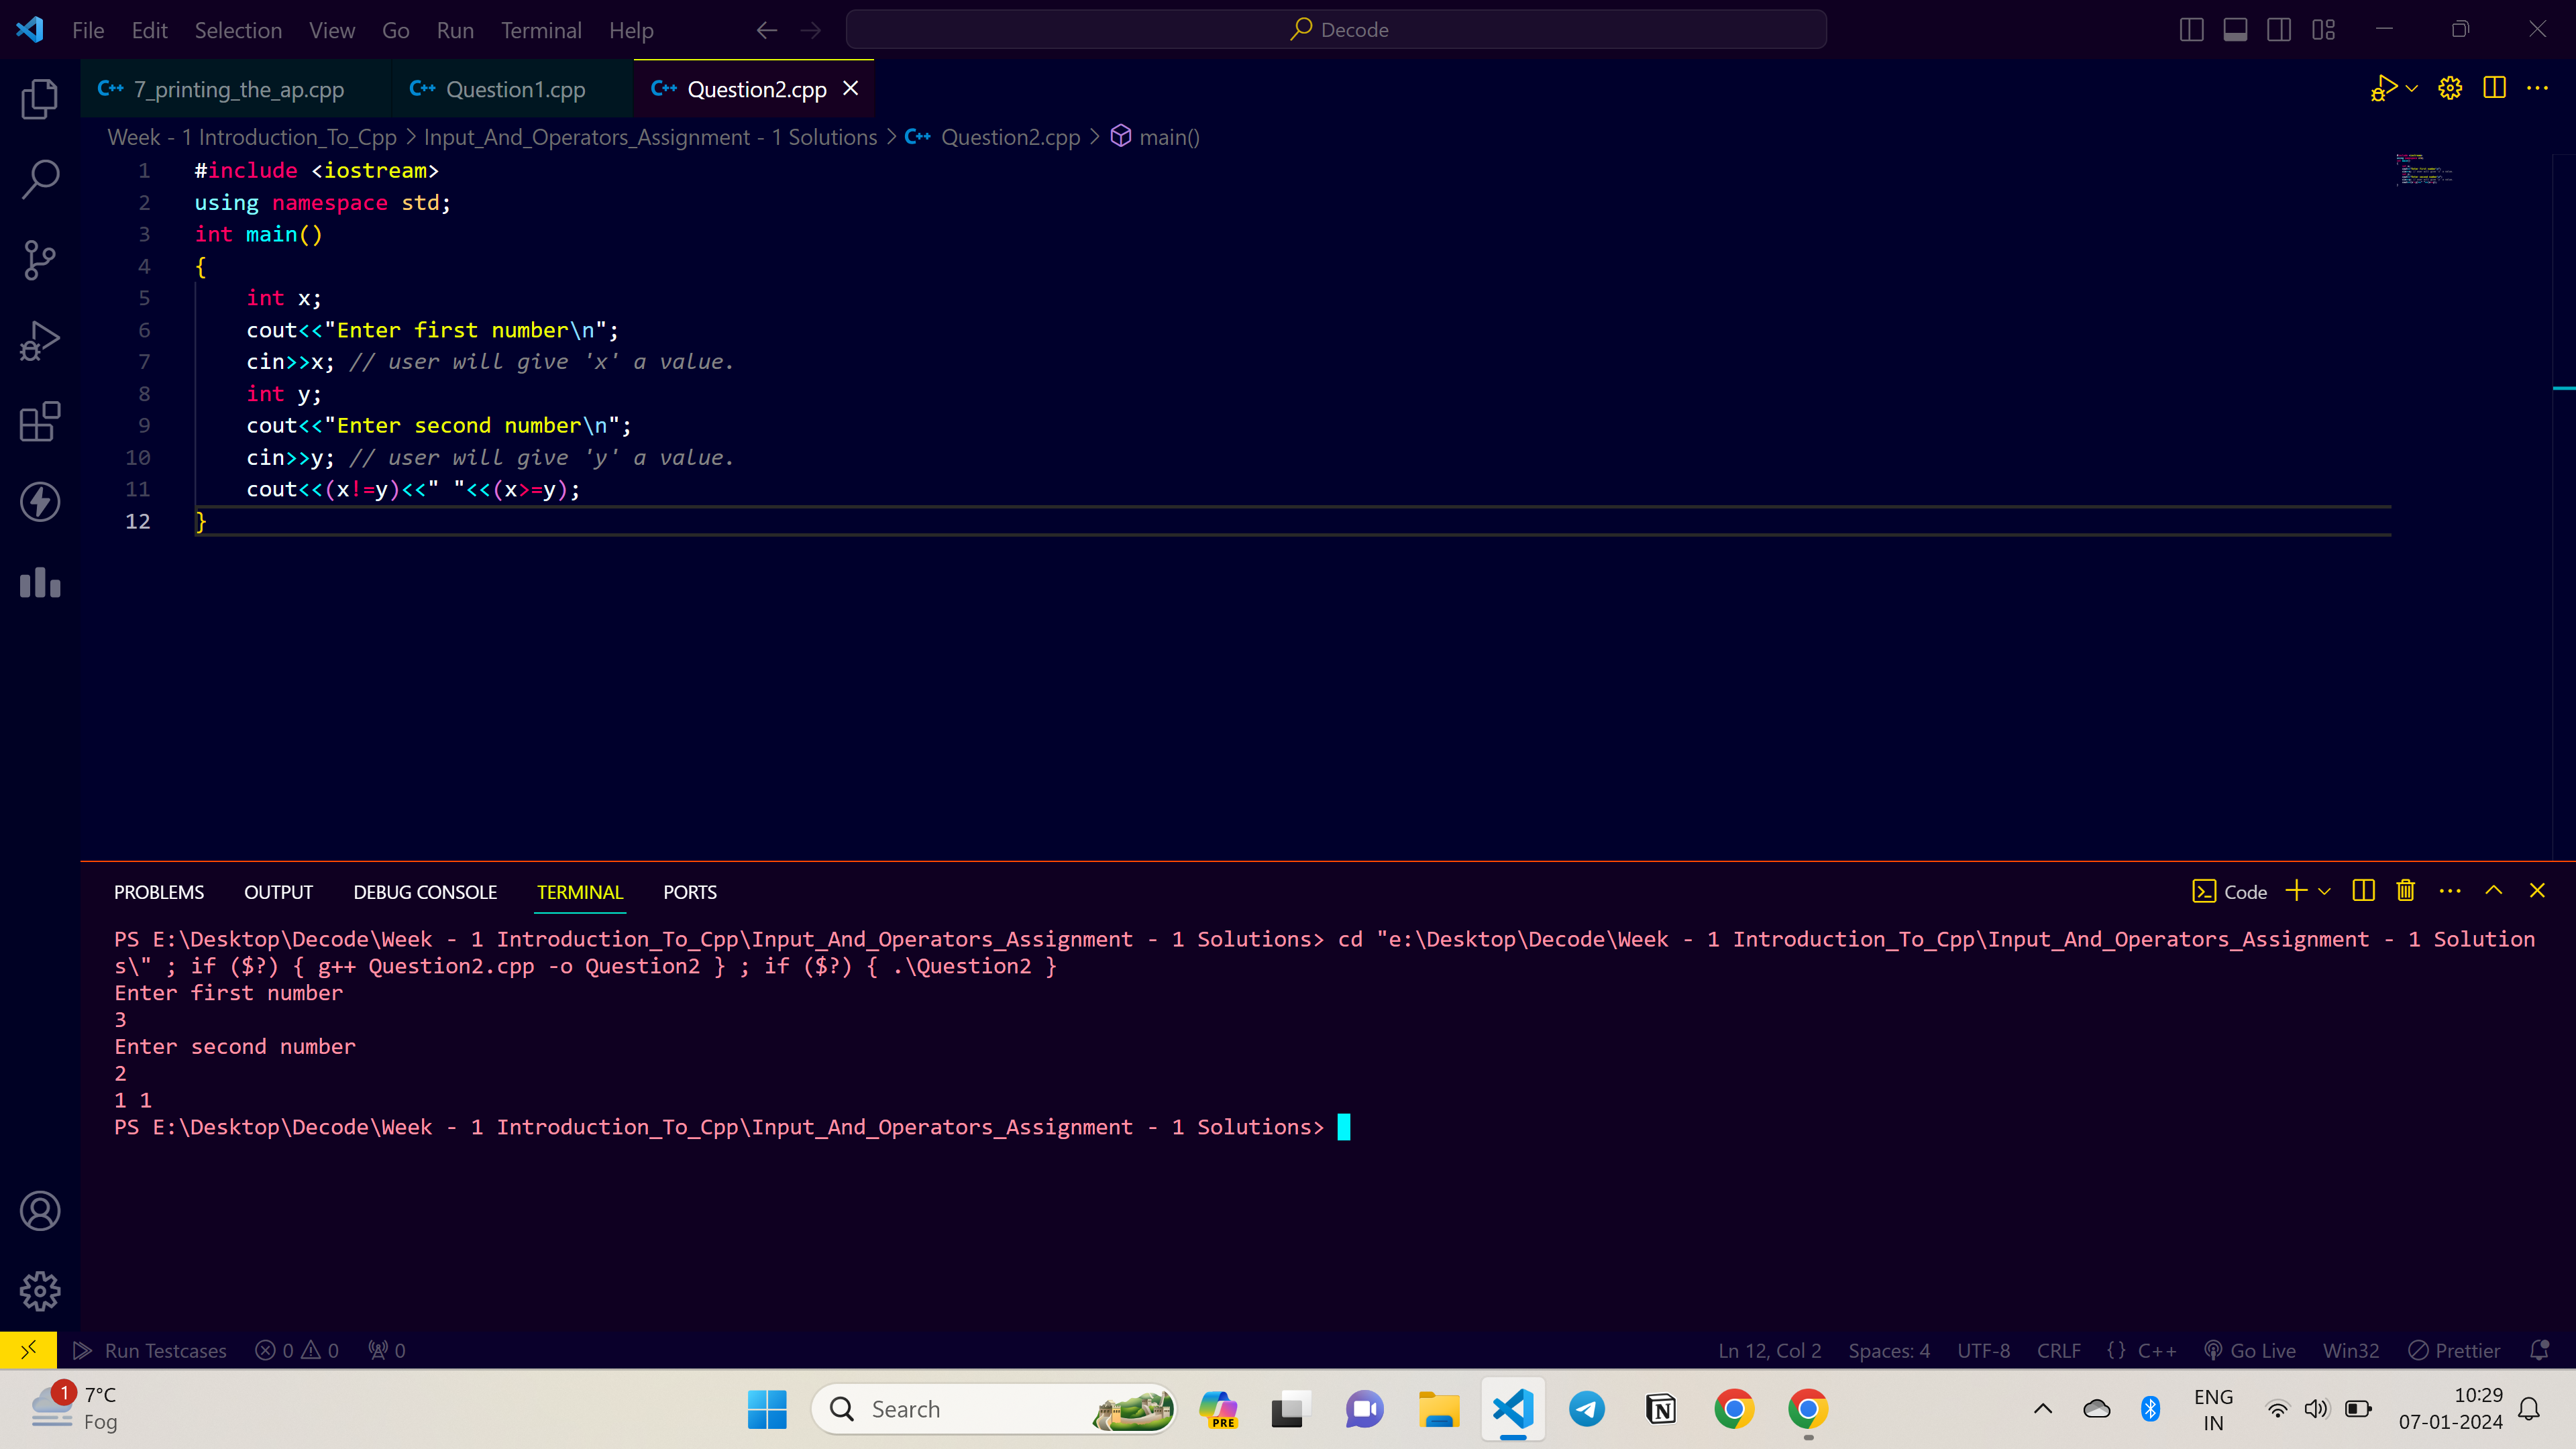 File Edit Selection View Go Run Terminal Help
Decode
7_printing_the_ap.cpp
Question1.cpp
Question2.cpp
Week - 1 Introduction_To_Cpp > Input_And_Operators_Assignment - 1 Solutions > Question2.cpp > main()
1 #include <iostream>
2 using namespace std;
3 int main()
4 {
5     int x;
6     cout<<"Enter first number\n";
7     cin>>x; // user will give 'x' a value.
8     int y;
9     cout<<"Enter second number\n";
10     cin>>y; // user will give 'y' a value.
11     cout<<(x!=y)<<" "<<(x>=y);
12 }
PROBLEMS OUTPUT DEBUG CONSOLE TERMINAL PORTS
Code
PS E:\Desktop\Decode\Week - 1 Introduction_To_Cpp\Input_And_Operators_Assignment - 1 Solutions> cd "e:\Desktop\Decode\Week - 1 Introduction_To_Cpp\Input_And_Operators_Assignment - 1 Solution
s\" ; if ($?) { g++ Question2.cpp -o Question2 } ; if ($?) { .\Question2 }
Enter first number
3
Enter second number
2
1 1
PS E:\Desktop\Decode\Week - 1 Introduction_To_Cpp\Input_And_Operators_Assignment - 1 Solutions>
Run Testcases 0 0 0
Ln 12, Col 2 Spaces: 4 UTF-8 CRLF {} C++ Go Live Win32 Prettier
1
7°C
Fog
Search
PRE
ENG
IN
10:29
07-01-2024